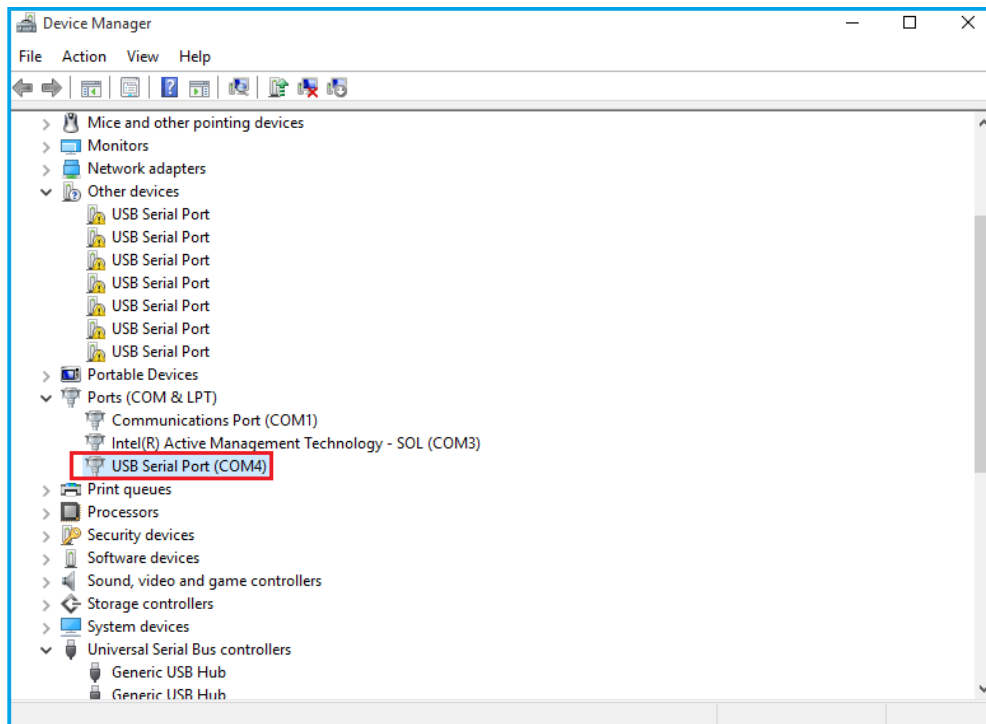 Device Manager
File Action View Help
Mice and other pointing devices
Monitors
Network adapters
Other devices
USB Serial Port
USB Serial Port
USB Serial Port
USB Serial Port
USB Serial Port
USB Serial Port
USB Serial Port
Portable Devices
Ports (COM & LPT)
Communications Port (COM1)
Intel(R) Active Management Technology - SOL (COM3)
USB Serial Port (COM4)
Print queues
Processors
Security devices
Software devices
Sound, video and game controllers
Storage controllers
System devices
Universal Serial Bus controllers
Generic USB Hub
Generic USB Hub